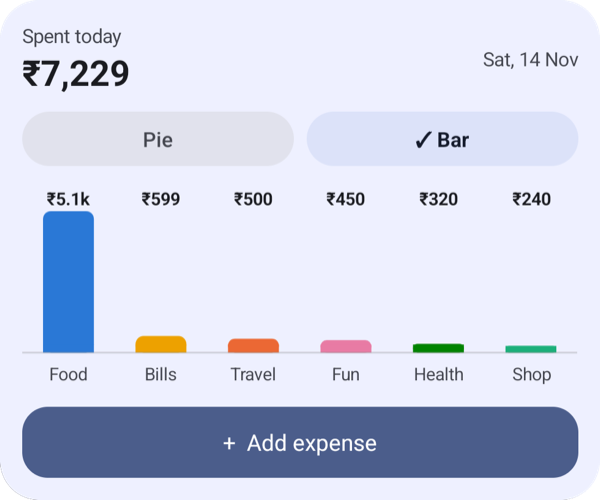 Spent today
₹7,229
Sat, 14 Nov
Pie
✓ Bar
₹5.1k ₹599 ₹500 ₹450 ₹320 ₹240
Food Bills Travel Fun Health Shop
+ Add expense